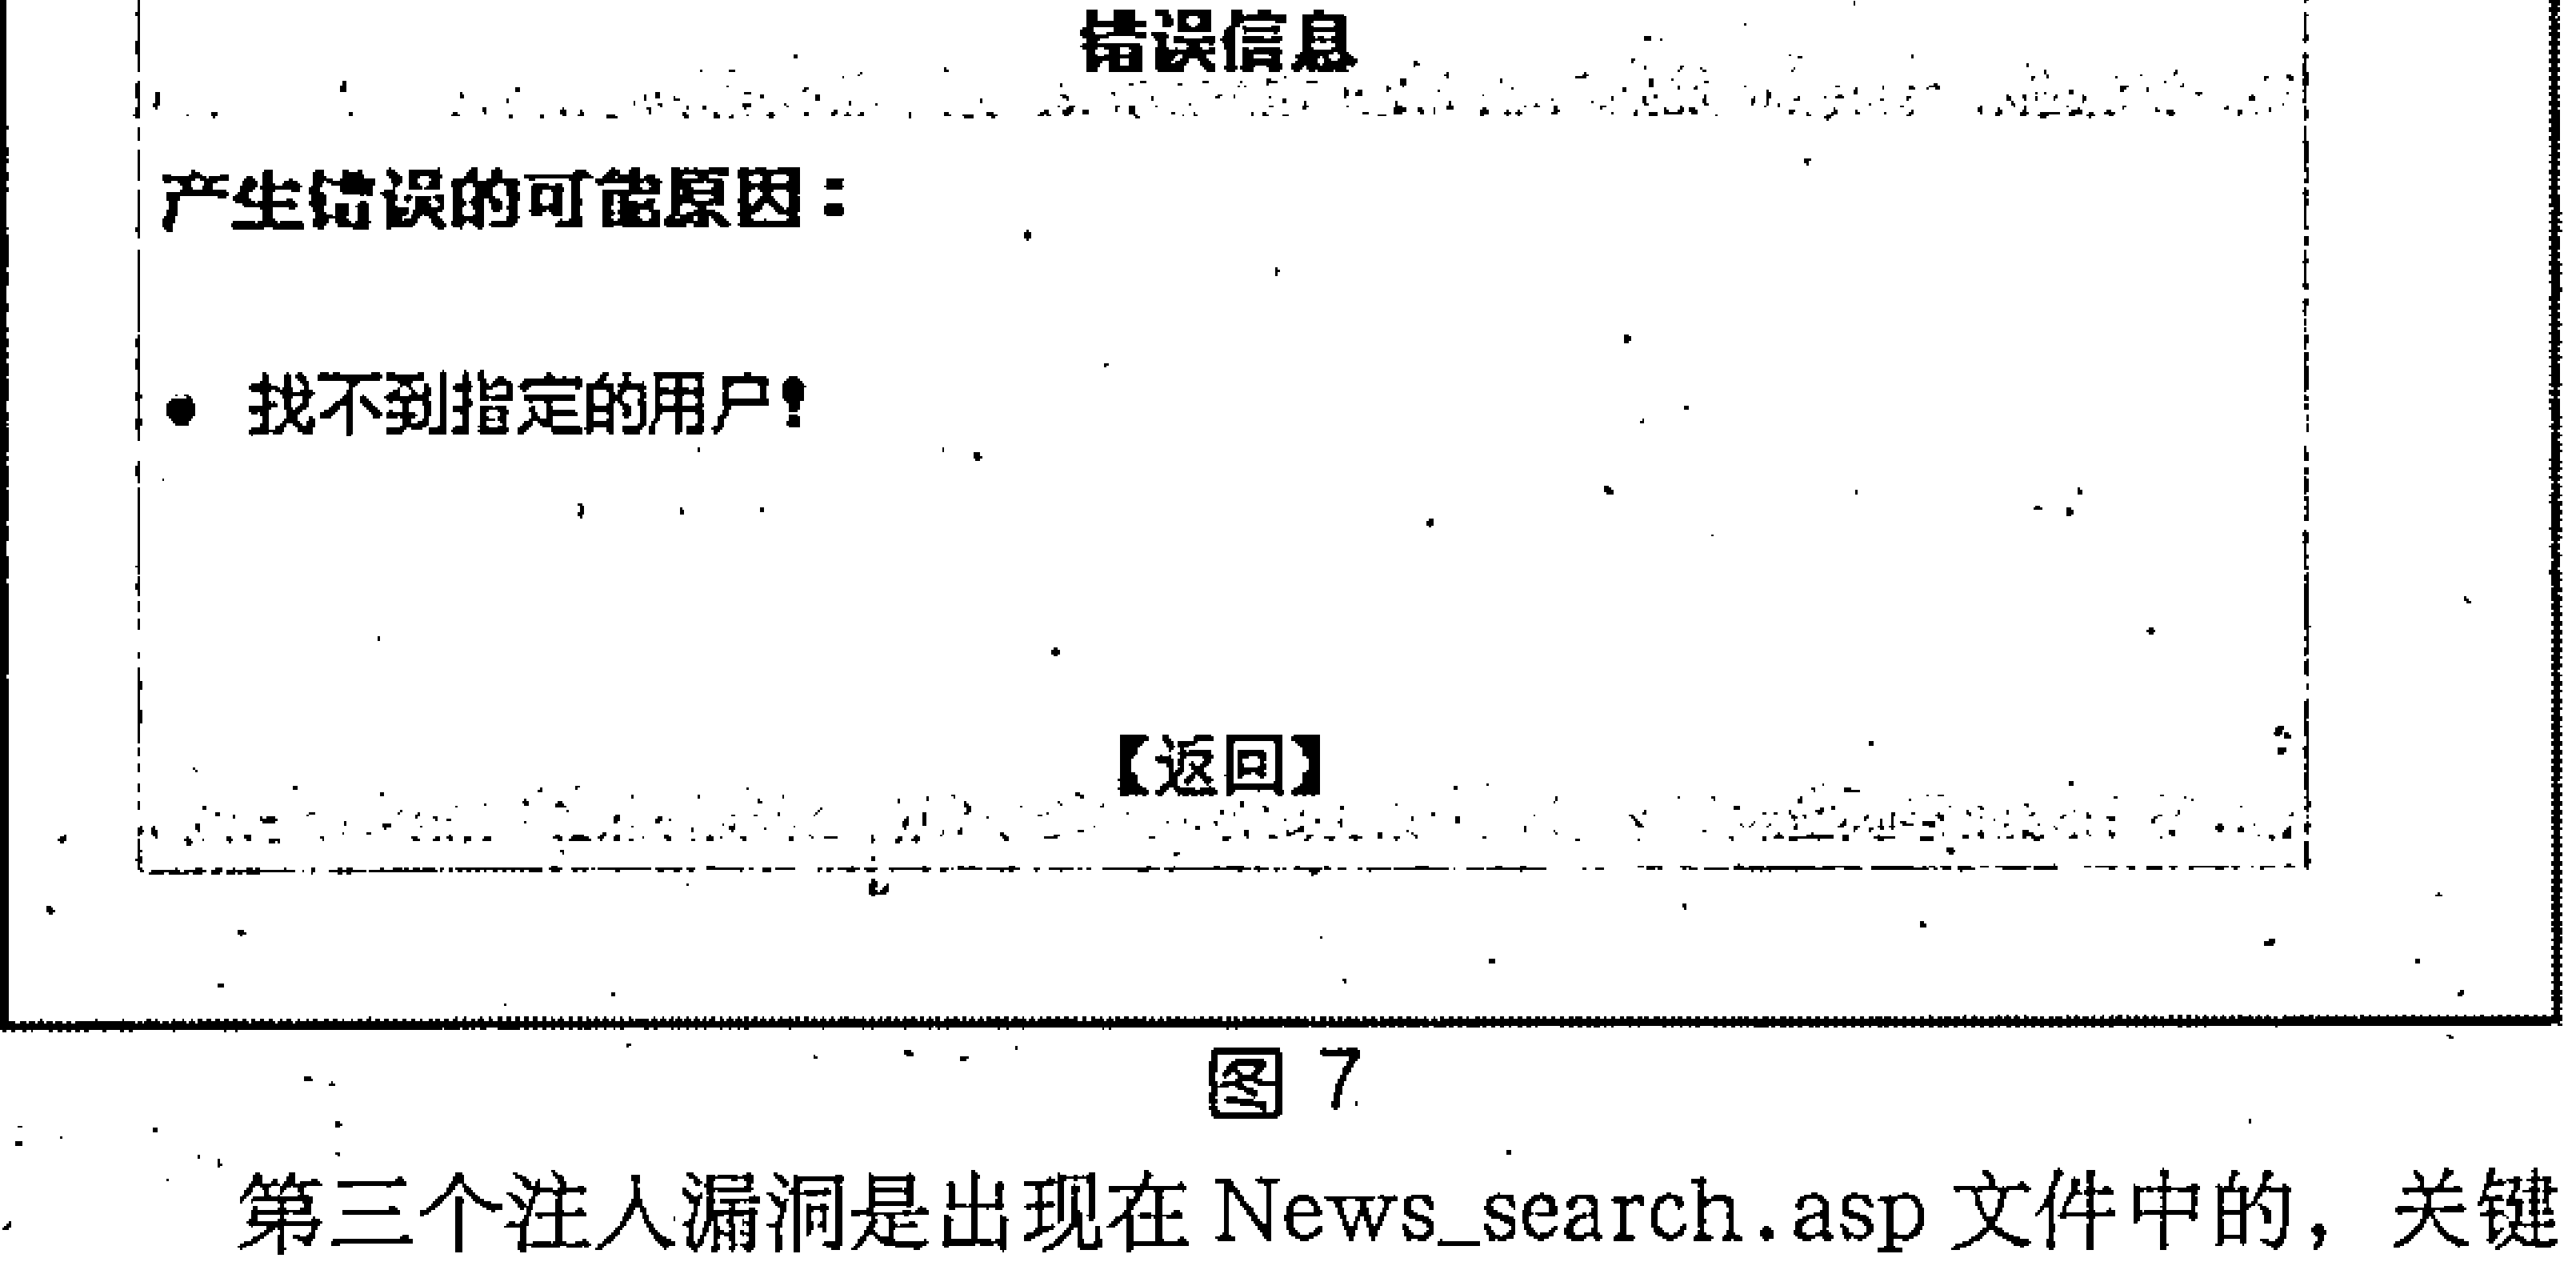 错误信息
产生错误的可能原因：
● 找不到指定的用户！
【返回】
图 7
第三个注入漏洞是出现在 News_search.asp 文件中的，关键